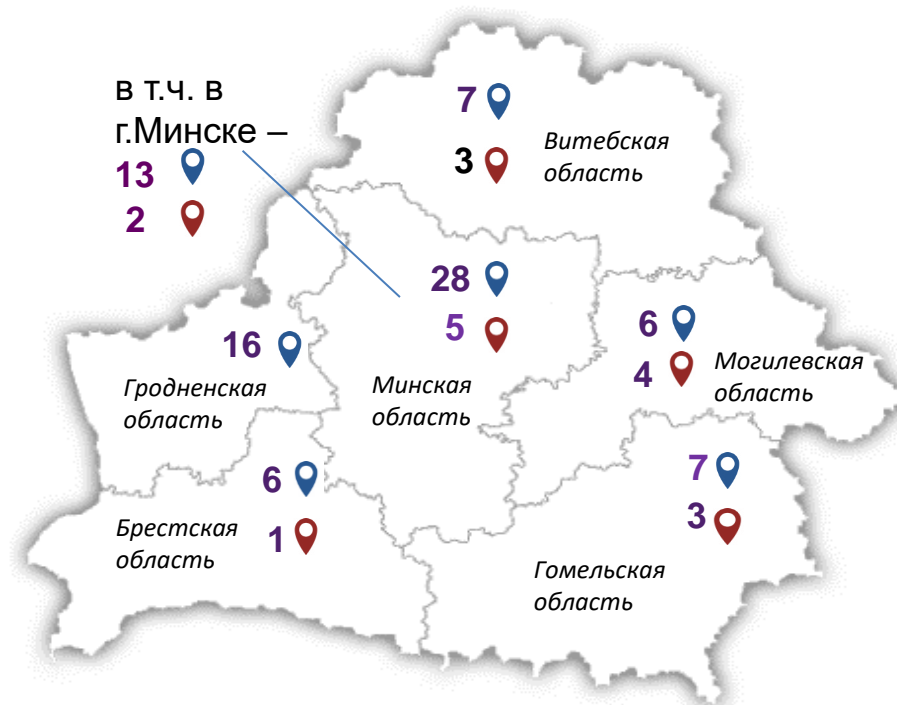 в т.ч. в
г.Минске –
13
2
7
3
Витебская
область
28
5
Минская
область
16
Гродненская
область
6
4
Могилевская
область
6
1
Брестская
область
7
3
Гомельская
область